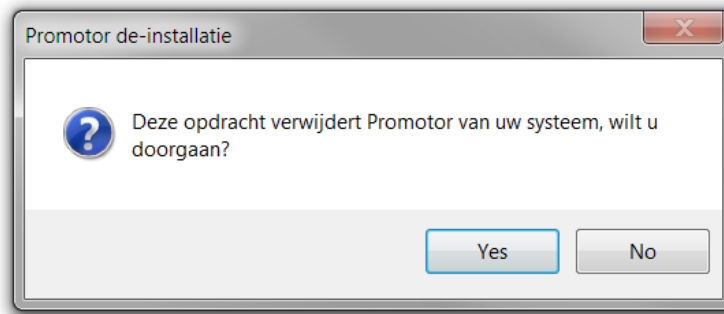 Promotor de-installatie
Deze opdracht verwijdert Promotor van uw systeem, wilt u
doorgaan?
Yes
No